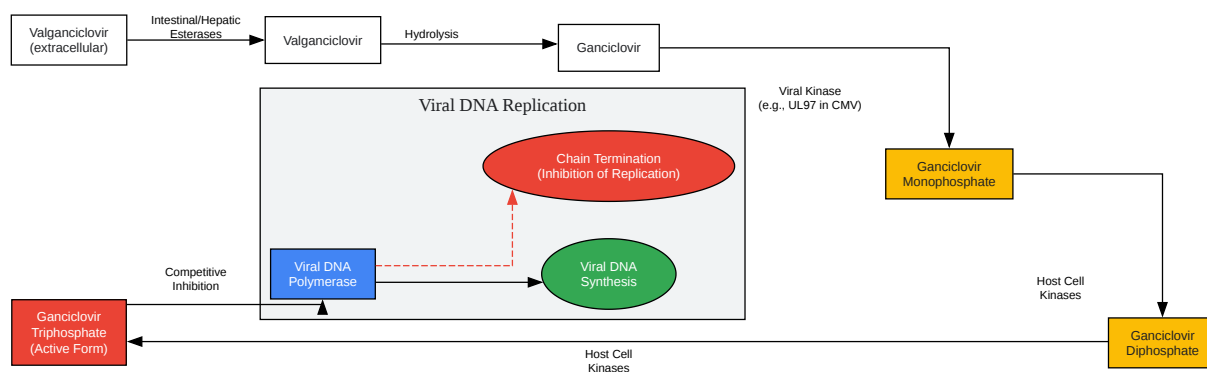 Valganciclovir
(extracellular)
Intestinal/Hepatic
Esterases
Valganciclovir
Hydrolysis
Ganciclovir
Viral Kinase
(e.g., UL97 in CMV)
Viral DNA Replication
Chain Termination
(Inhibition of Replication)
Ganciclovir
Monophosphate
Viral DNA
Polymerase
Viral DNA
Synthesis
Competitive
Inhibition
Host Cell
Kinases
Ganciclovir
Triphosphate
(Active Form)
Ganciclovir
Diphosphate
Host Cell
Kinases